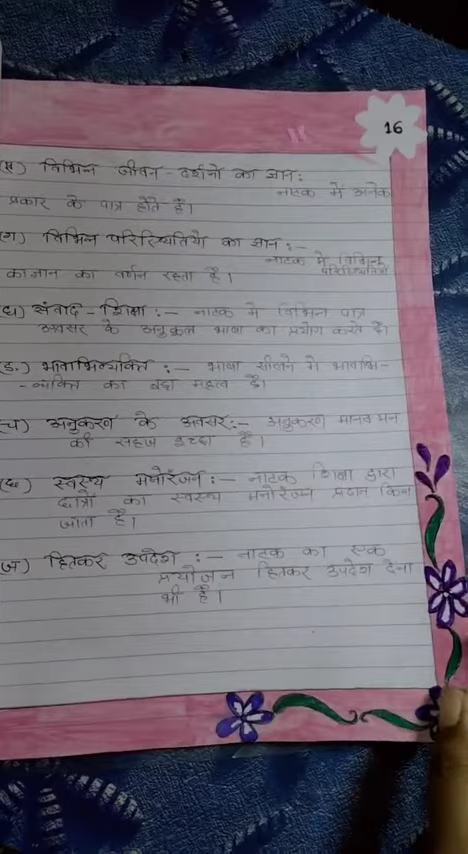 16
(ख) विभिन्न जीवन - दर्शनों का ज्ञान:
नाटक में अनेक
प्रकार के पात्र होते हैं।
(ग) विभिन्न परिस्थितियों का ज्ञान :-
नाटक में विभिन्न
परिस्थितियों
का ज्ञान का वर्णन रहता है।
(घ) संवाद - शिक्षा :- नाटक में विभिन्न पात्र
अवसर के अनुकूल भाषा का प्रयोग करते हैं।
(ड.) भावाभिव्यक्ति :- भाषा सीखने में भावाभि-
-व्यक्ति का बड़ा महत्व है।
(च) अनुकरण के अवसर:- अनुकरण मानव मन
की सहज इच्छा है।
(छ) स्वस्थ मनोरंजन :- नाटक शिक्षा द्वारा
छात्रों का स्वस्थ मनोरंजन प्रदान किया
जाता है।
(ज) हितकर उपदेश :- नाटक का एक
प्रयोजन हितकर उपदेश देना
भी है।